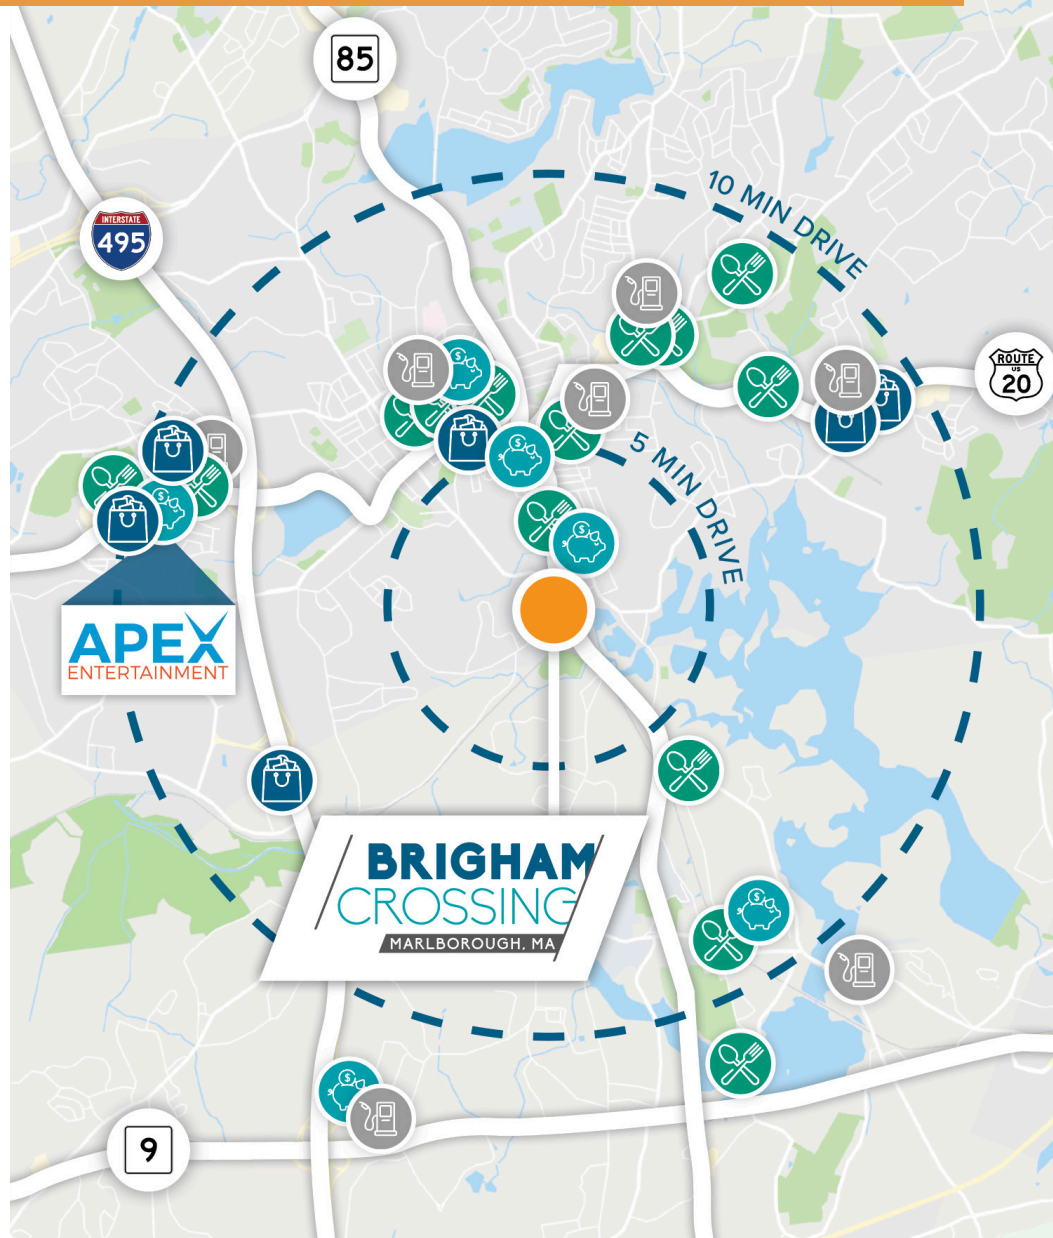 85
10 MIN DRIVE
INTERSTATE
495
ROUTE
US
20
5 MIN DRIVE
APEX
ENTERTAINMENT
BRIGHAM
CROSSING
MARLBOROUGH, MA
9